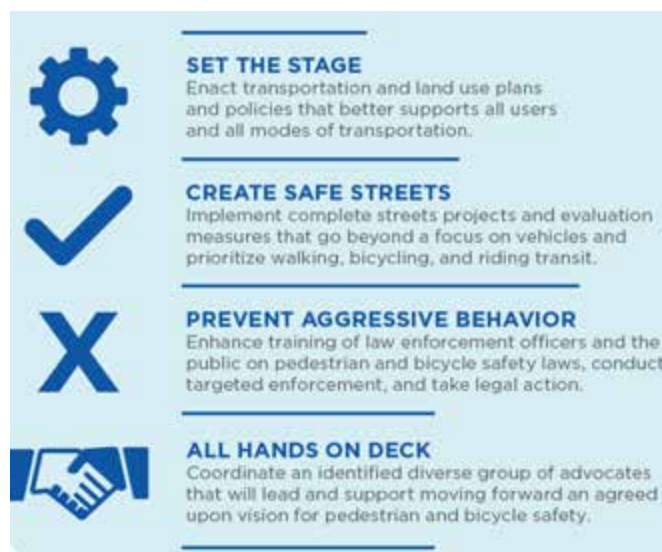 SET THE STAGE
Enact transportation and land use plans
and policies that better supports all users
and all modes of transportation.
CREATE SAFE STREETS
Implement complete streets projects and evaluation
measures that go beyond a focus on vehicles and
prioritize walking, bicycling, and riding transit.
PREVENT AGGRESSIVE BEHAVIOR
Enhance training of law enforcement officers and the
public on pedestrian and bicycle safety laws, conduct
targeted enforcement, and take legal action.
ALL HANDS ON DECK
Coordinate an identified diverse group of advocates
that will lead and support moving forward an agreed
upon vision for pedestrian and bicycle safety.